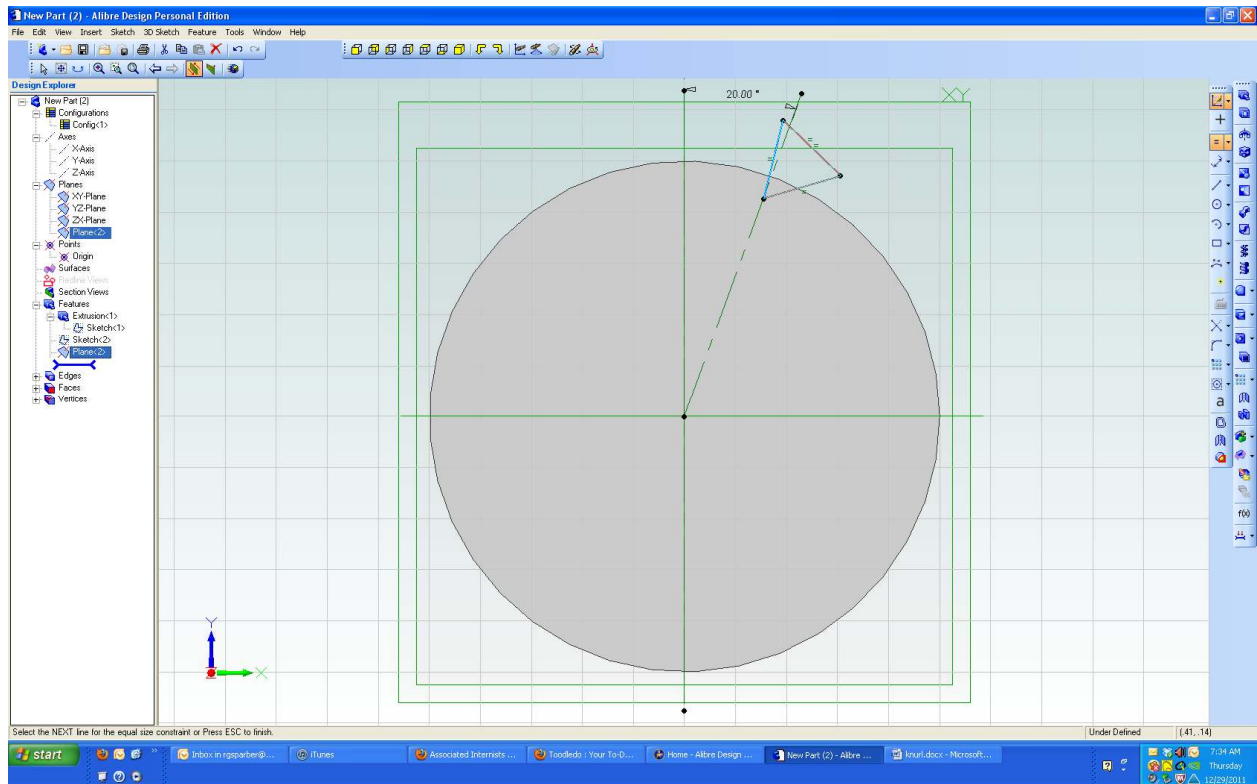 New Part (2) - Alibre Design Personal Edition
File Edit View Insert Sketch 3D Sketch Feature Tools Window Help
Design Explorer
New Part (2)
Configurations
Config<1>
Axes
X-Axis
Y-Axis
Z-Axis
Planes
XY-Plane
YZ-Plane
ZX-Plane
Plane<2>
Points
Origin
Surfaces
Redline Views
Section Views
Features
Extrusion<1>
Sketch<1>
Sketch<2>
Plane<2>
Edges
Faces
Vertices
20.00 °
XY
Y
X
a
f(x)
Select the NEXT line for the equal size constraint or Press ESC to finish.
Under Defined
(.41, .14)
start
Inbox in rgsparber@...
iTunes
Associated Internists ...
Toodledo : Your To-D...
Home - Alibre Design ...
New Part (2) - Alibre ...
knurl.docx - Microsoft...
7:34 AM
Thursday
12/29/2011